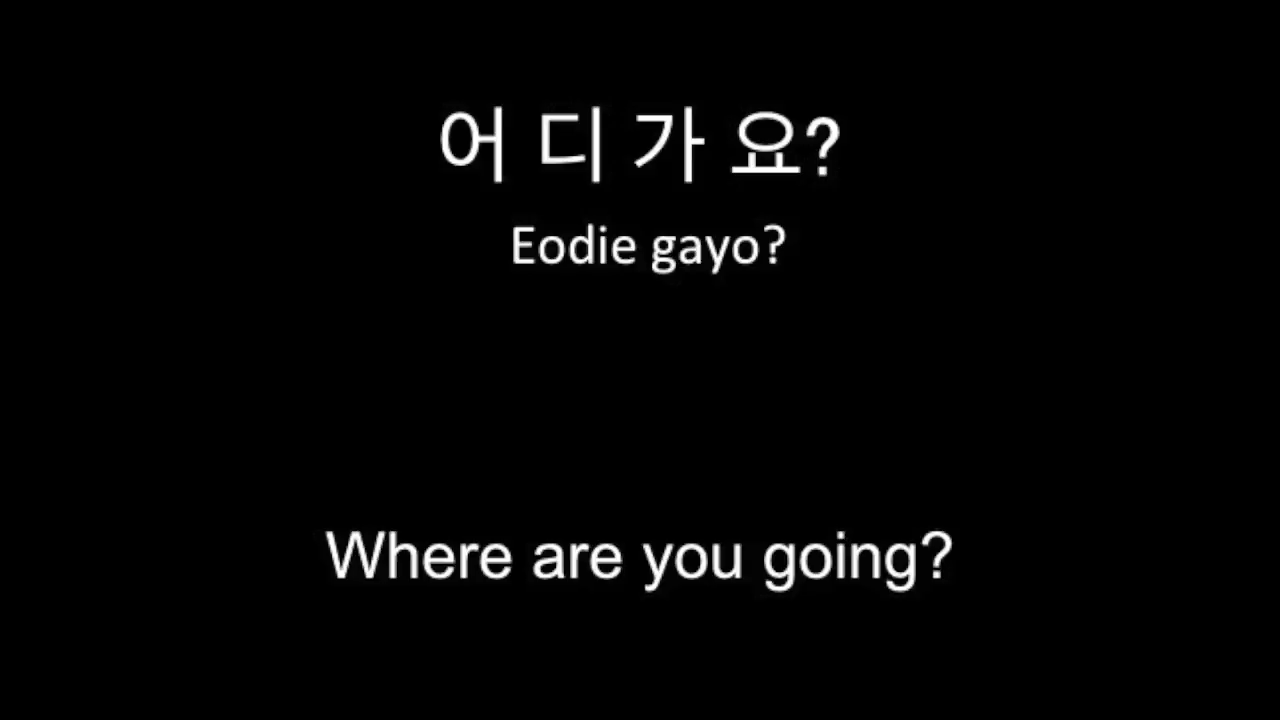 어 디 가 요?
Eodie gayo?
Where are you going?